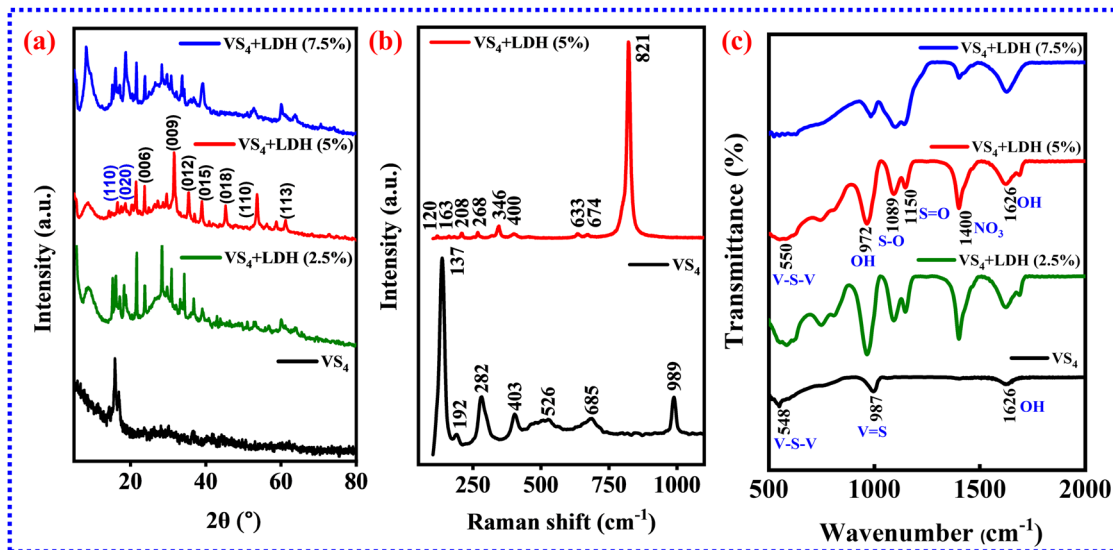 (a)
VS4+LDH (7.5%)
VS4+LDH (5%)
(110)
(020)
(006)
(009)
(012)
(015)
(018)
(110)
(113)
VS4+LDH (2.5%)
VS4
Intensity (a.u.)
20 40 60 80
2θ (°)
(b)
VS4+LDH (5%)
821
120
163
208
268
346
400
633
674
VS4
137
192
282
403
526
685
989
Intensity (a.u.)
250 500 750 1000
Raman shift (cm-1)
(c)
VS4+LDH (7.5%)
VS4+LDH (5%)
550
V-S-V
972
OH
1089
S-O
1150
S=O
1400
NO3
1626
OH
VS4+LDH (2.5%)
VS4
548
V-S-V
987
V=S
1626
OH
Transmittance (%)
500 1000 1500 2000
Wavenumber (cm-1)